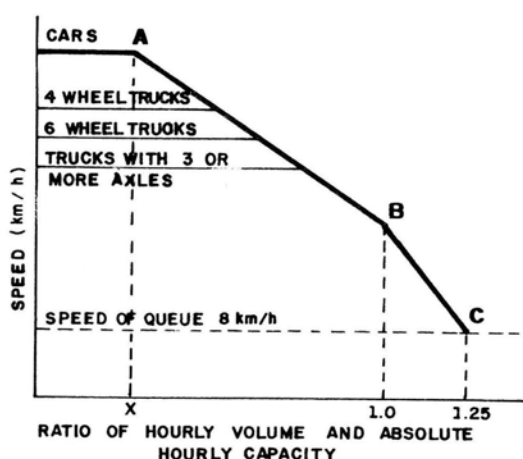 CARS
A
4 WHEEL TRUCKS
6 WHEEL TRUOKS
TRUCKS WITH 3 OR
MORE AXLES
B
SPEED (km/h)
SPEED OF QUEUE 8 km/h
C
X
1.0
1.25
RATIO OF HOURLY VOLUME AND ABSOLUTE
HOURLY CAPACITY